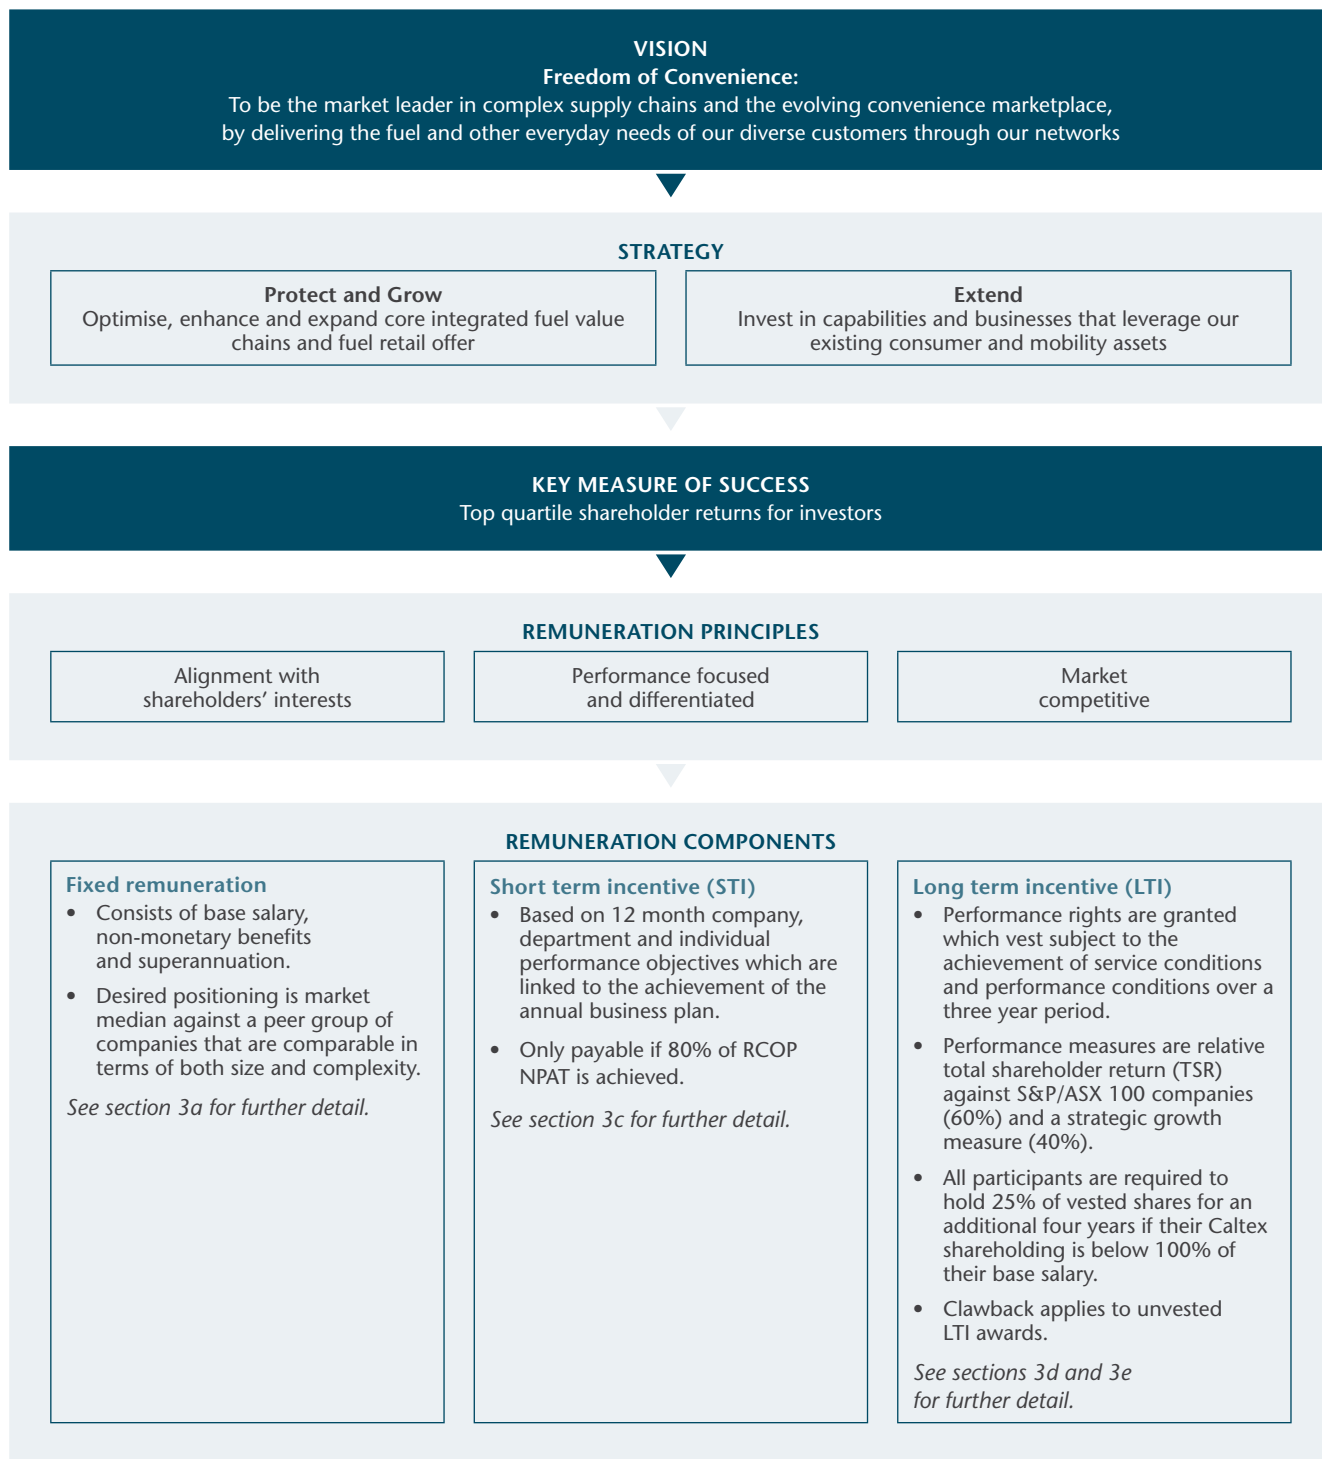 VISION
Freedom of Convenience:
To be the market leader in complex supply chains and the evolving convenience marketplace,
by delivering the fuel and other everyday needs of our diverse customers through our networks
STRATEGY
Protect and Grow
Optimise, enhance and expand core integrated fuel value
chains and fuel retail offer
Extend
Invest in capabilities and businesses that leverage our
existing consumer and mobility assets
KEY MEASURE OF SUCCESS
Top quartile shareholder returns for investors
REMUNERATION PRINCIPLES
Alignment with
shareholders’ interests
Performance focused
and differentiated
Market
competitive
REMUNERATION COMPONENTS
Fixed remuneration
• Consists of base salary,
non-monetary benefits
and superannuation.
• Desired positioning is market
median against a peer group of
companies that are comparable in
terms of both size and complexity.
See section 3a for further detail.
Short term incentive (STI)
• Based on 12 month company,
department and individual
performance objectives which are
linked to the achievement of the
annual business plan.
• Only payable if 80% of RCOP
NPAT is achieved.
See section 3c for further detail.
Long term incentive (LTI)
• Performance rights are granted
which vest subject to the
achievement of service conditions
and performance conditions over a
three year period.
• Performance measures are relative
total shareholder return (TSR)
against S&P/ASX 100 companies
(60%) and a strategic growth
measure (40%).
• All participants are required to
hold 25% of vested shares for an
additional four years if their Caltex
shareholding is below 100% of
their base salary.
• Clawback applies to unvested
LTI awards.
See sections 3d and 3e
for further detail.